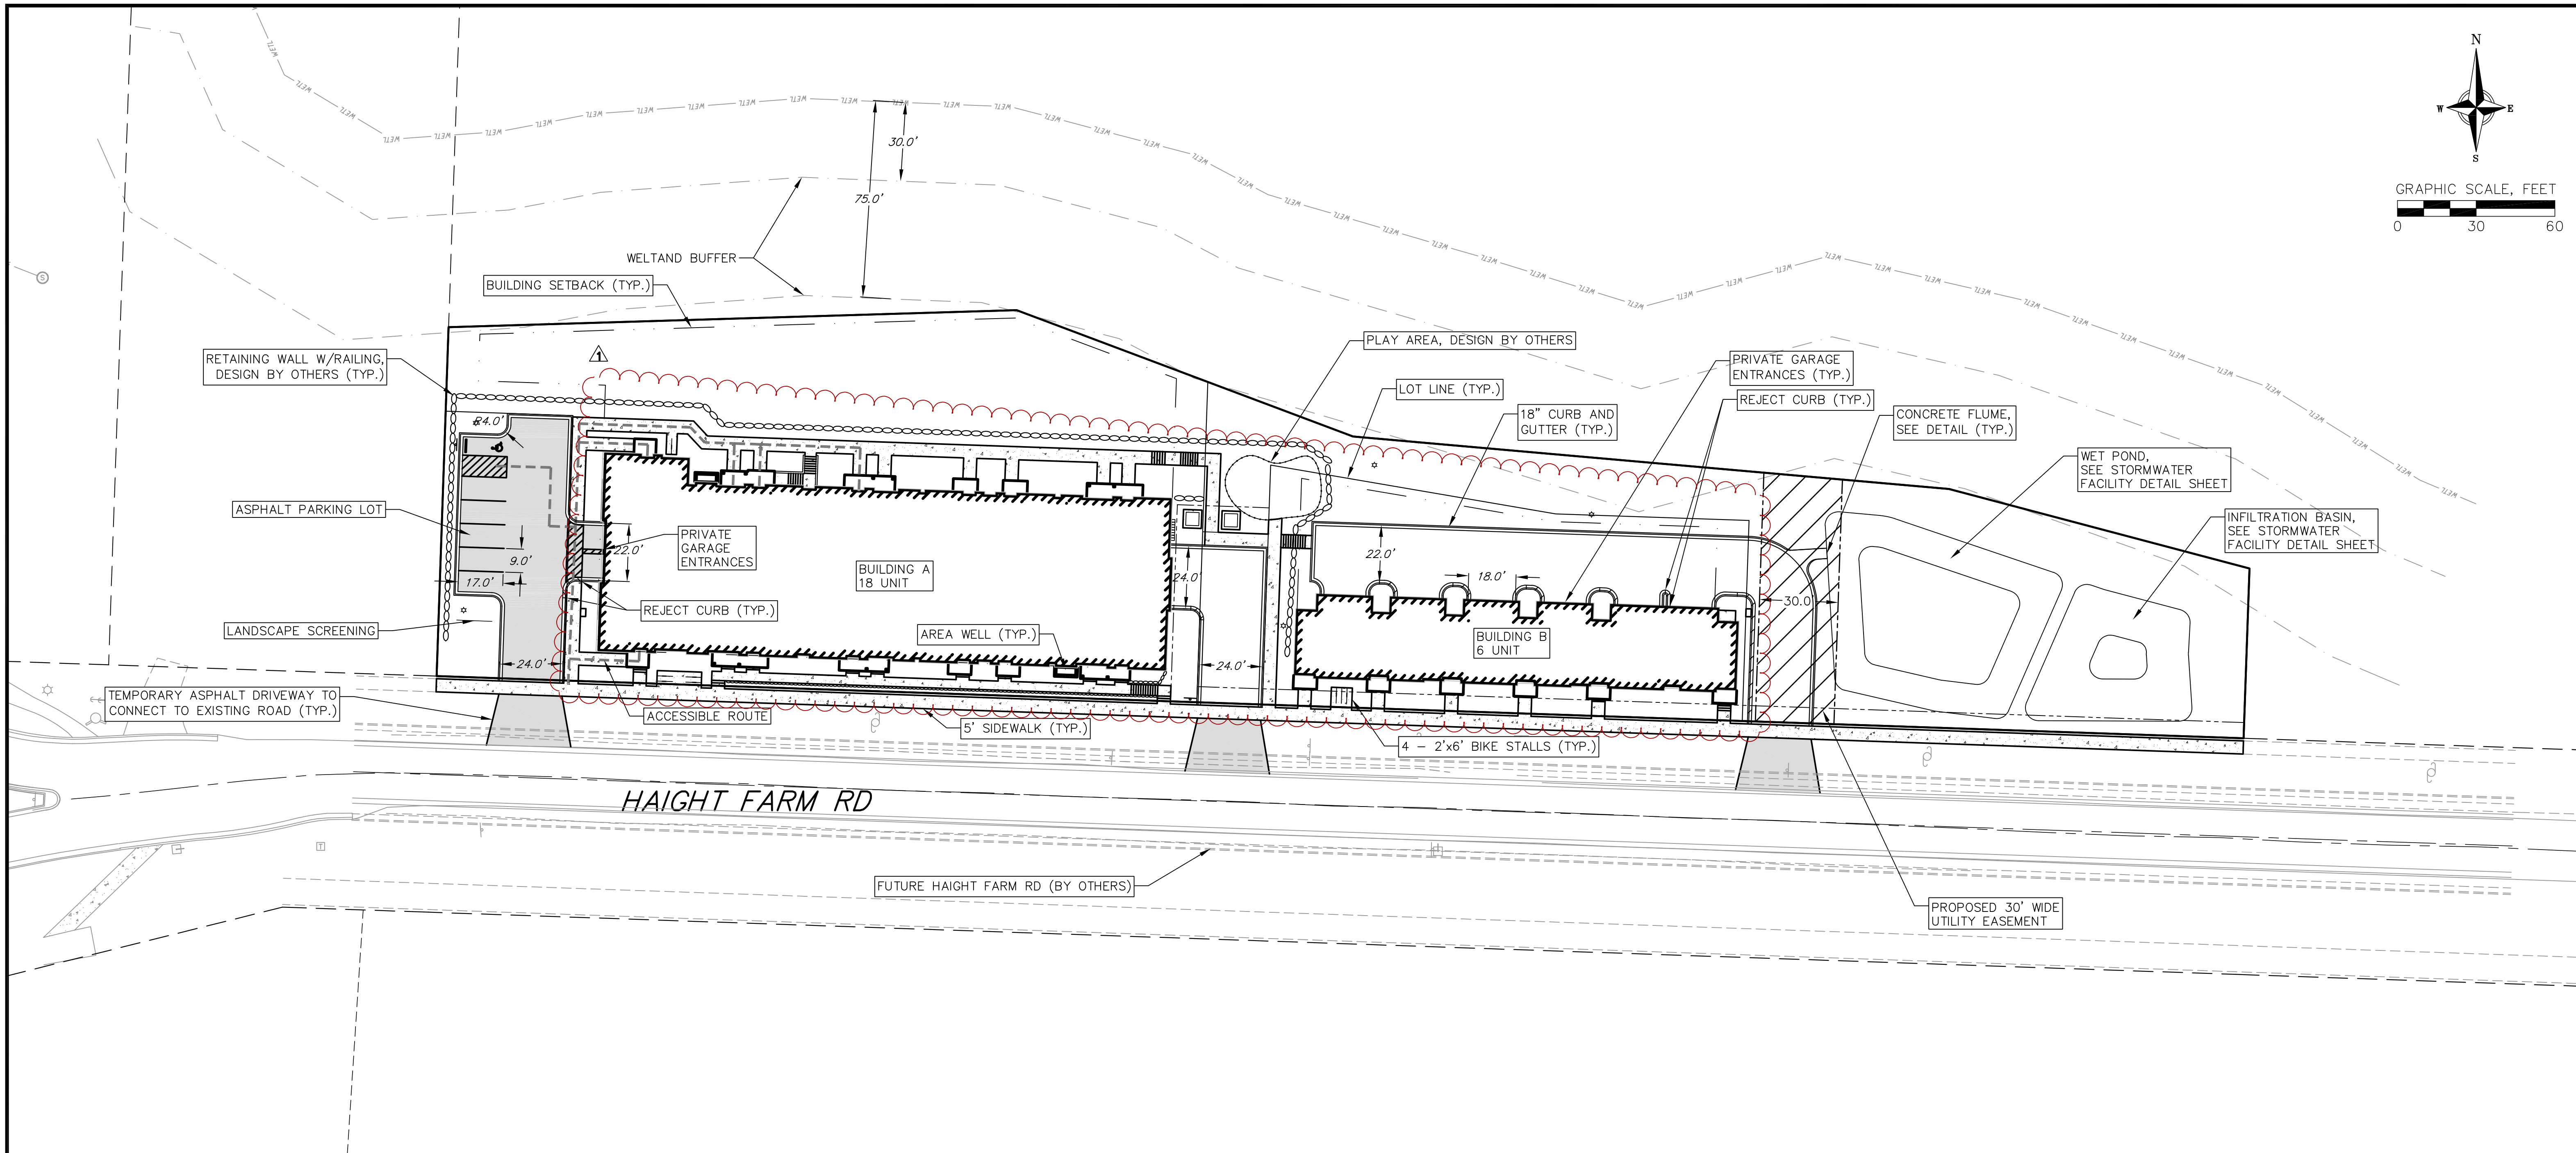 N
W
E
S
GRAPHIC SCALE, FEET
0 30 60
WETL
30.0'
75.0'
WELTAND BUFFER
BUILDING SETBACK (TYP.)
S
RETAINING WALL W/RAILING,
DESIGN BY OTHERS (TYP.)
1
PLAY AREA, DESIGN BY OTHERS
LOT LINE (TYP.)
PRIVATE GARAGE
ENTRANCES (TYP.)
REJECT CURB (TYP.)
18" CURB AND
GUTTER (TYP.)
CONCRETE FLUME,
SEE DETAIL (TYP.)
WET POND,
SEE STORMWATER
FACILITY DETAIL SHEET
INFILTRATION BASIN,
SEE STORMWATER
FACILITY DETAIL SHEET
24.0'
ASPHALT PARKING LOT
PRIVATE
GARAGE
ENTRANCES
22.0'
9.0'
17.0'
BUILDING A
18 UNIT
24.0'
22.0'
18.0'
30.0
REJECT CURB (TYP.)
LANDSCAPE SCREENING
AREA WELL (TYP.)
BUILDING B
6 UNIT
24.0'
24.0'
TEMPORARY ASPHALT DRIVEWAY TO
CONNECT TO EXISTING ROAD (TYP.)
ACCESSIBLE ROUTE
5' SIDEWALK (TYP.)
4 – 2'x6' BIKE STALLS (TYP.)
HAIGHT FARM RD
T
FUTURE HAIGHT FARM RD (BY OTHERS)
PROPOSED 30' WIDE
UTILITY EASEMENT